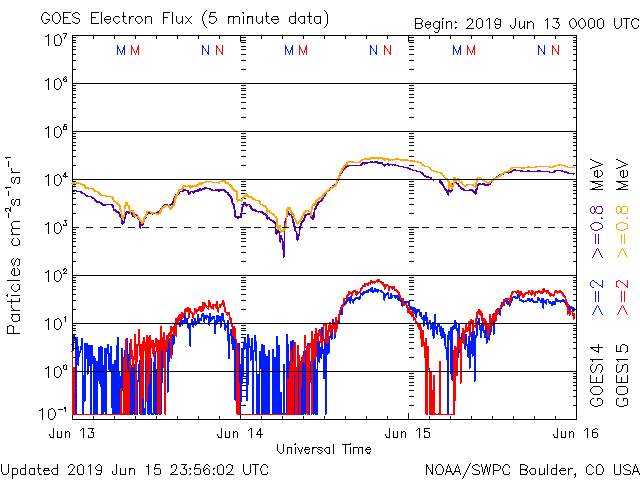 GOES Electron Flux (5 minute data)
Begin: 2019 Jun 13 0000 UTC
M M N N M M N N M M N N
10⁷
10⁶
10⁵
10⁴
10³
10²
10¹
10⁰
10⁻¹
Particles cm⁻²s⁻¹sr⁻¹
Jun 13 Jun 14 Jun 15 Jun 16
Universal Time
GOES14 >=2 >=0.8 MeV
GOES15 >=2 >=0.8 MeV
Updated 2019 Jun 15 23:56:02 UTC
NOAA/SWPC Boulder, CO USA